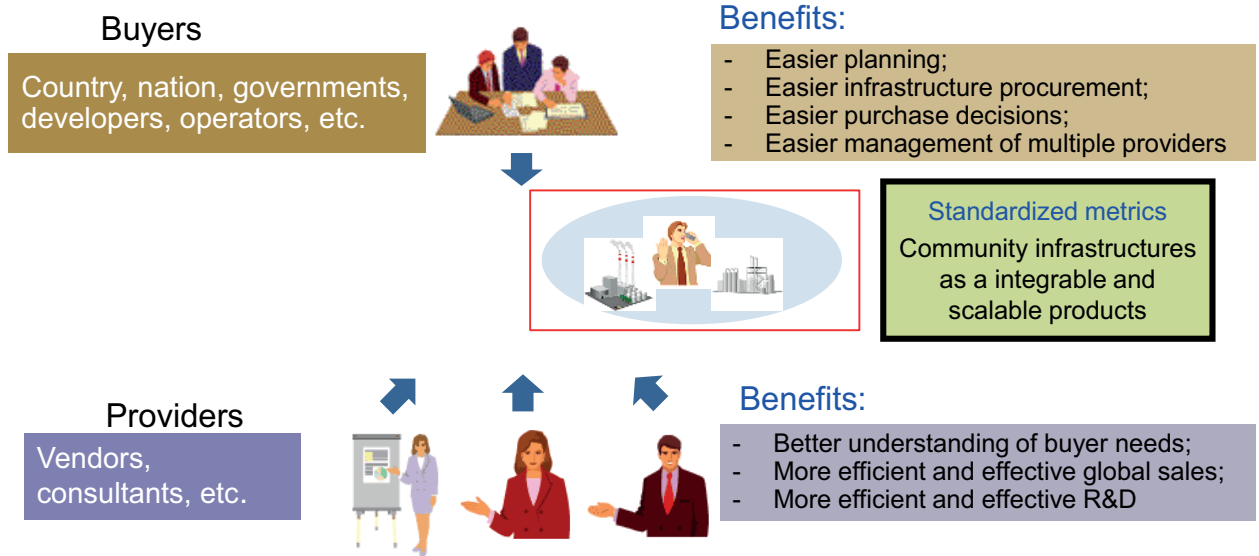 Buyers
Country, nation, governments,
developers, operators, etc.
Benefits:
- Easier planning;
- Easier infrastructure procurement;
- Easier purchase decisions;
- Easier management of multiple providers
Standardized metrics
Community infrastructures
as a integrable and
scalable products
Providers
Vendors,
consultants, etc.
Benefits:
- Better understanding of buyer needs;
- More efficient and effective global sales;
- More efficient and effective R&D